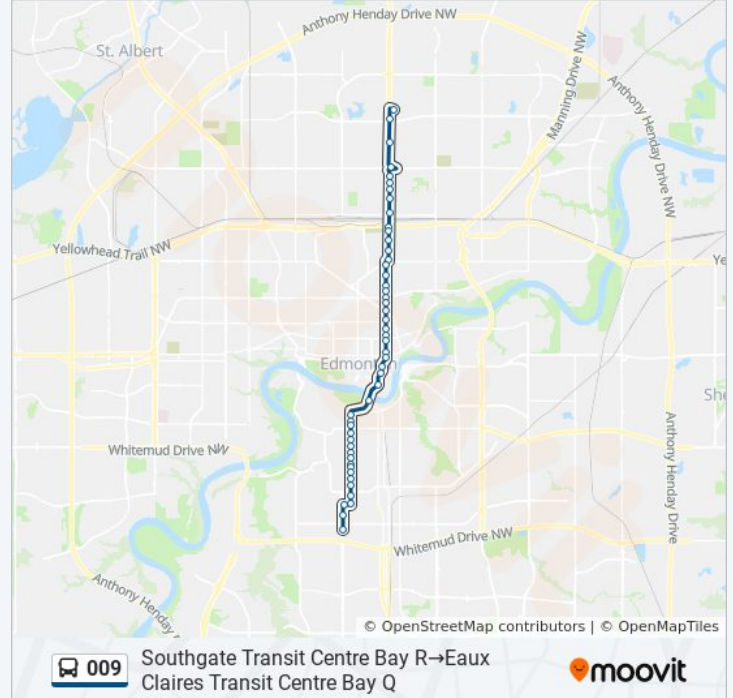 Anthony Henday Drive NW
St. Albert
Manning Drive NW
Anthony Henday Drive NW
Yellowhead Trail NW
Ye
Edmonton
She
Whitemud Drive NW
Anthony Henday Drive
Whitemud Drive NW
Anthony Henday
© OpenStreetMap contributors | © OpenMapTiles
009
Southgate Transit Centre Bay R→Eaux
Claires Transit Centre Bay Q
moovit